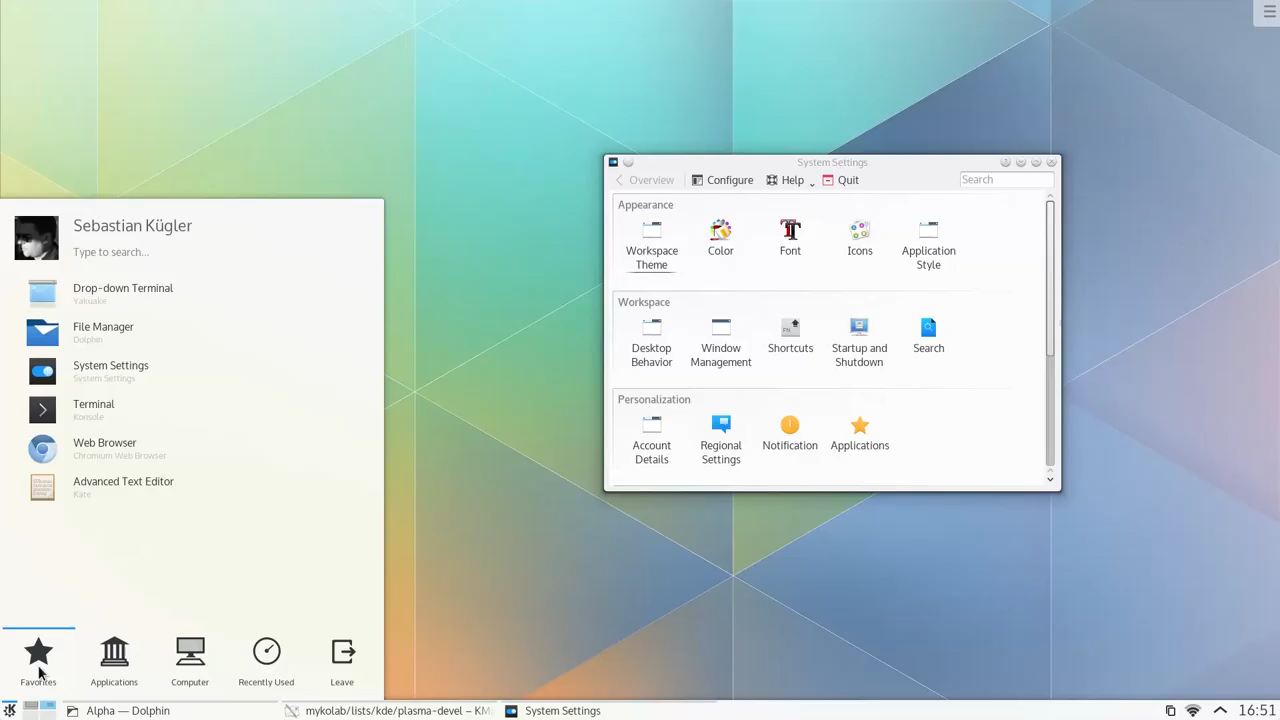 Sebastian Kügler
Type to search...
Drop-down Terminal
Yakuake
File Manager
Dolphin
System Settings
System Settings
Terminal
Konsole
Web Browser
Chromium Web Browser
Advanced Text Editor
Kate
Favorites
Applications
Computer
Recently Used
Leave
System Settings
Overview
Configure
Help
Quit
Search
Appearance
Workspace
Theme
Color
Font
Icons
Application
Style
Workspace
Desktop
Behavior
Window
Management
Shortcuts
Startup and
Shutdown
Search
Personalization
Account
Details
Regional
Settings
Notification
Applications
Alpha — Dolphin
mykolab/lists/kde/plasma-devel – KM
System Settings
16:51